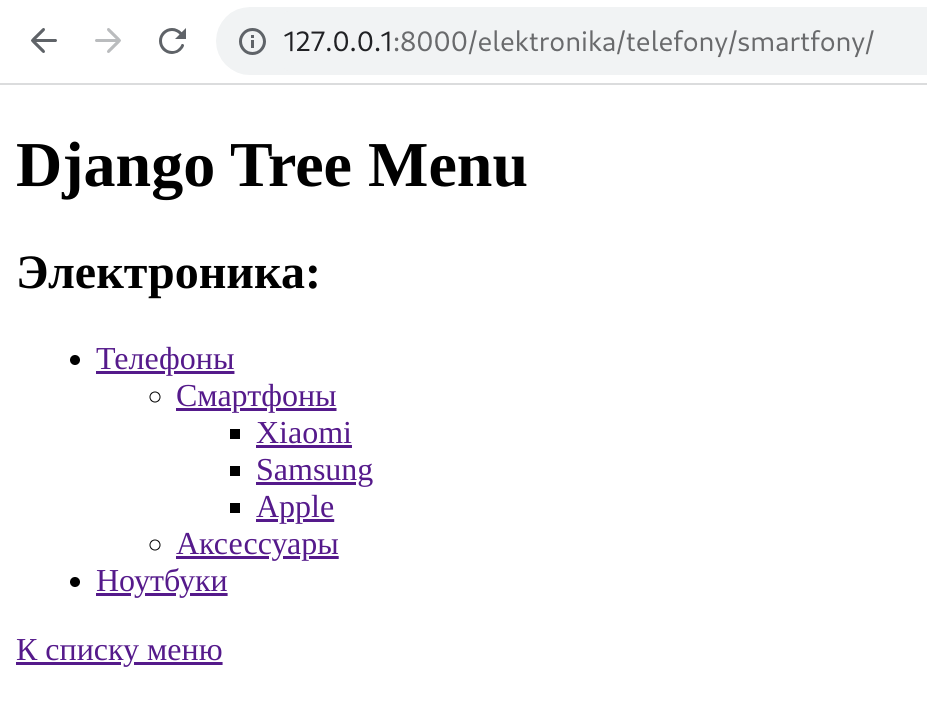 127.0.0.1:8000/elektronika/telefony/smartfony/
Django Tree Menu
Электроника:
Телефоны
Смартфоны
Xiaomi
Samsung
Apple
Аксессуары
Ноутбуки
К списку меню